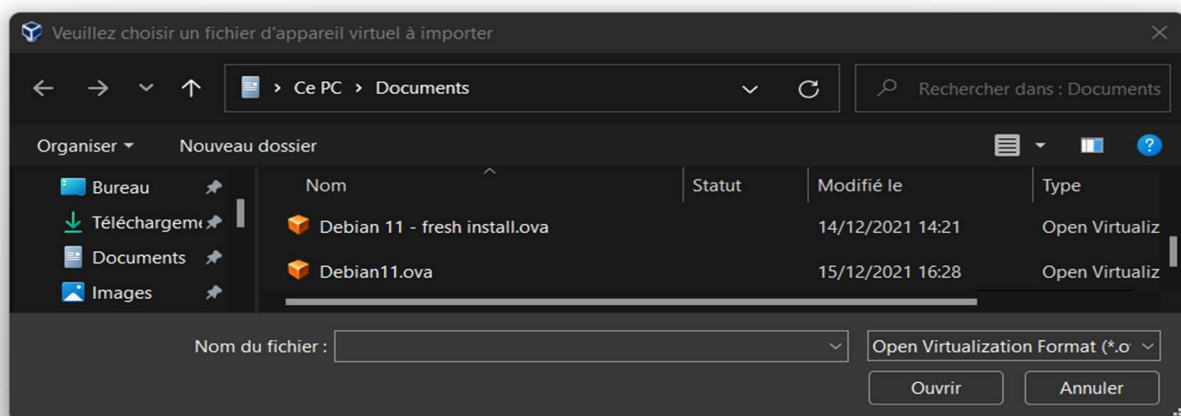 Veuillez choisir un fichier d'appareil virtuel à importer
Ce PC > Documents
Rechercher dans : Documents
Organiser
Nouveau dossier
?
Nom
Statut
Modifié le
Type
Bureau
Téléchargeme
Documents
Images
Debian 11 - fresh install.ova
14/12/2021 14:21
Open Virtualiz
Debian11.ova
15/12/2021 16:28
Open Virtualiz
Nom du fichier :
Open Virtualization Format (*.o
Ouvrir
Annuler